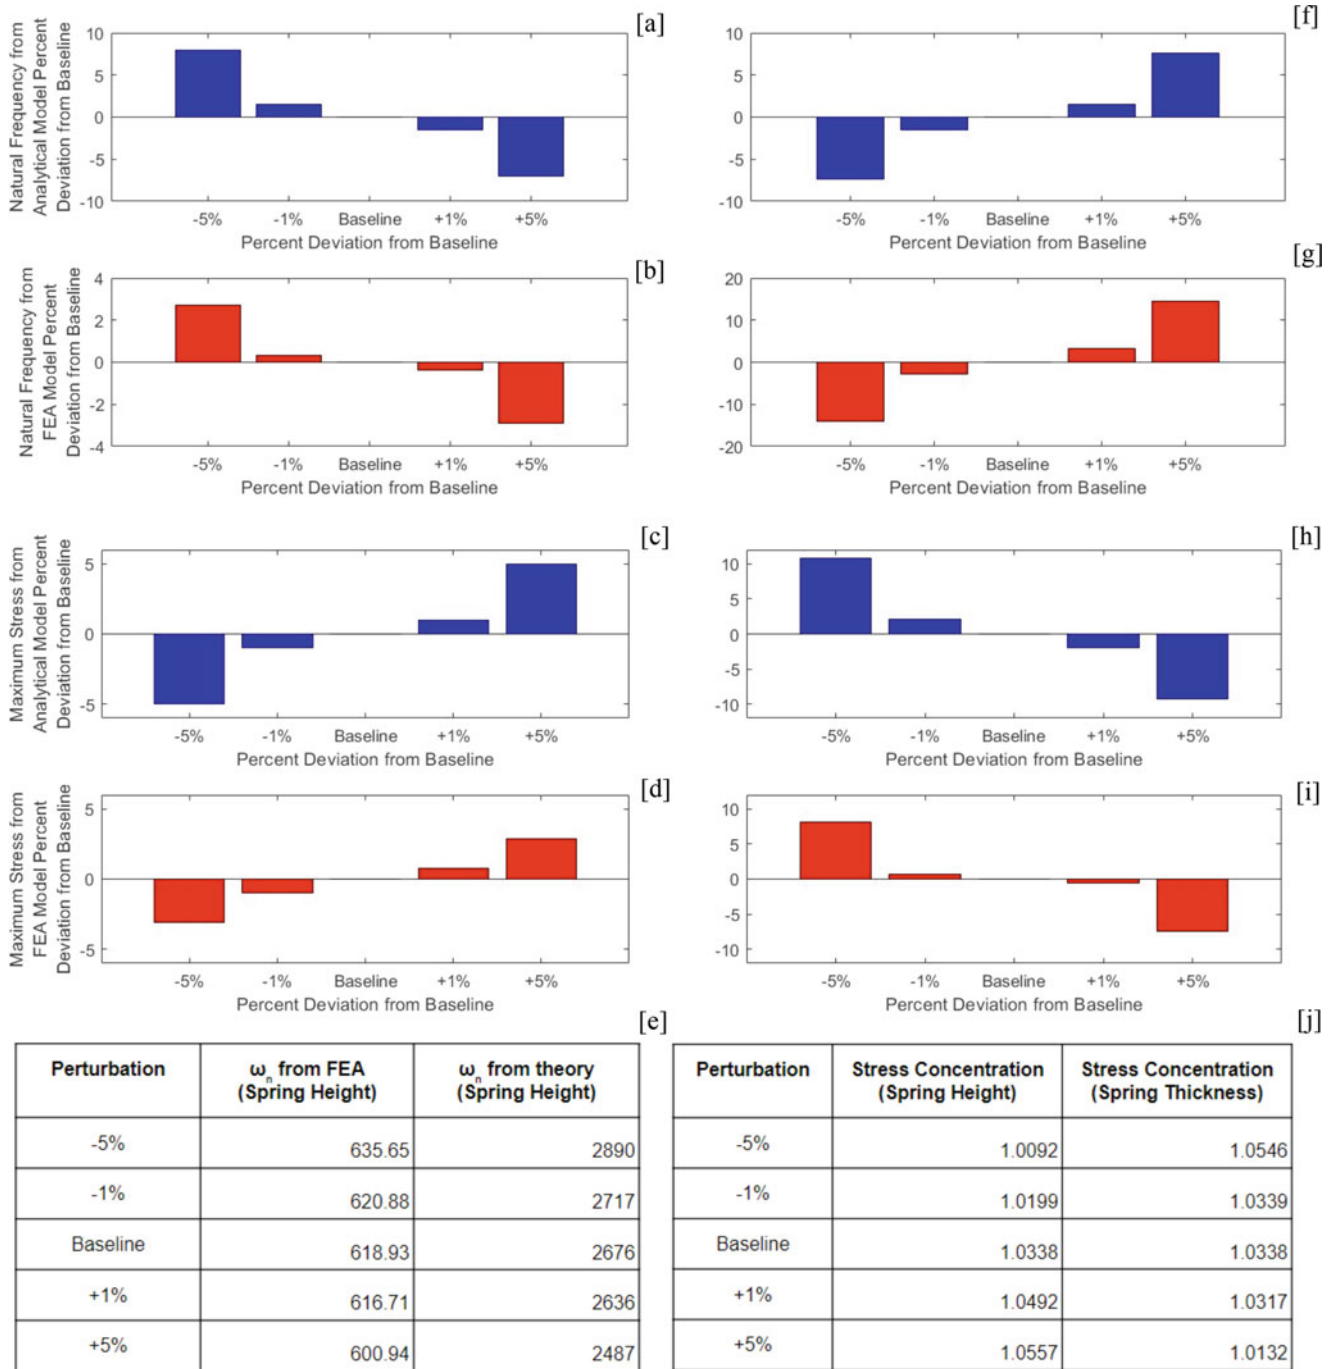 [a]
Natural Frequency from
Analytical Model Percent
Deviation from Baseline
10
5
0
-5
-10
-5% -1% Baseline +1% +5%
Percent Deviation from Baseline
[b]
Natural Frequency from
FEA Model Percent
Deviation from Baseline
4
2
0
-2
-4
-5% -1% Baseline +1% +5%
Percent Deviation from Baseline
[c]
Maximum Stress from
Analytical Model Percent
Deviation from Baseline
5
0
-5
-5% -1% Baseline +1% +5%
Percent Deviation from Baseline
[d]
Maximum Stress from
FEA Model Percent
Deviation from Baseline
5
0
-5
-5% -1% Baseline +1% +5%
Percent Deviation from Baseline
[e]
Perturbation ωn from FEA (Spring Height) ωn from theory (Spring Height)
-5% 635.65 2890
-1% 620.88 2717
Baseline 618.93 2676
+1% 616.71 2636
+5% 600.94 2487
[f]
10
5
0
-5
-10
-5% -1% Baseline +1% +5%
Percent Deviation from Baseline
[g]
20
10
0
-10
-20
-5% -1% Baseline +1% +5%
Percent Deviation from Baseline
[h]
10
5
0
-5
-10
-5% -1% Baseline +1% +5%
Percent Deviation from Baseline
[i]
10
5
0
-5
-10
-5% -1% Baseline +1% +5%
Percent Deviation from Baseline
[j]
Perturbation Stress Concentration (Spring Height) Stress Concentration (Spring Thickness)
-5% 1.0092 1.0546
-1% 1.0199 1.0339
Baseline 1.0338 1.0338
+1% 1.0492 1.0317
+5% 1.0557 1.0132